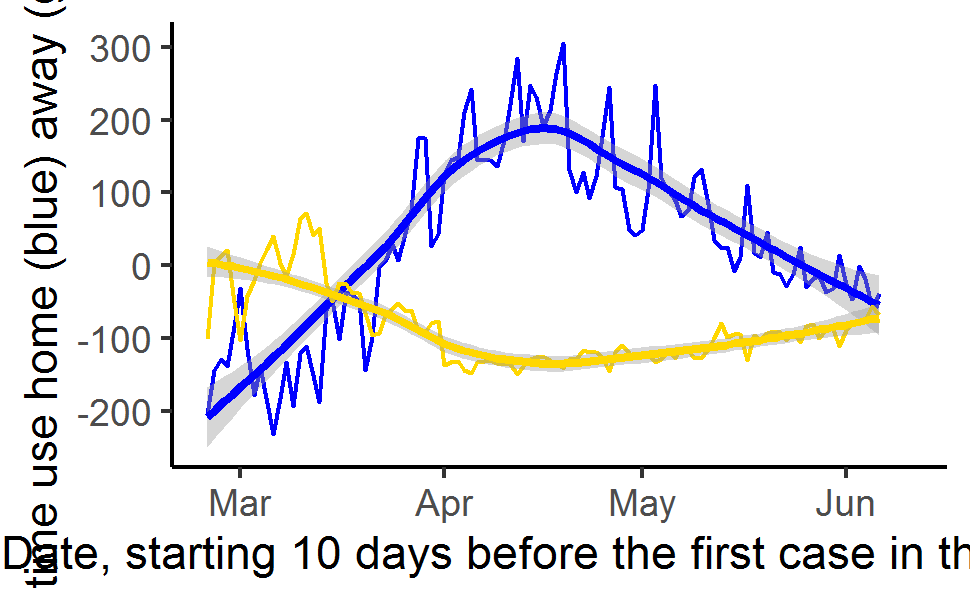 time use home (blue) away (
300
200
100
0
-100
-200
Mar Apr May Jun
Date, starting 10 days before the first case in th